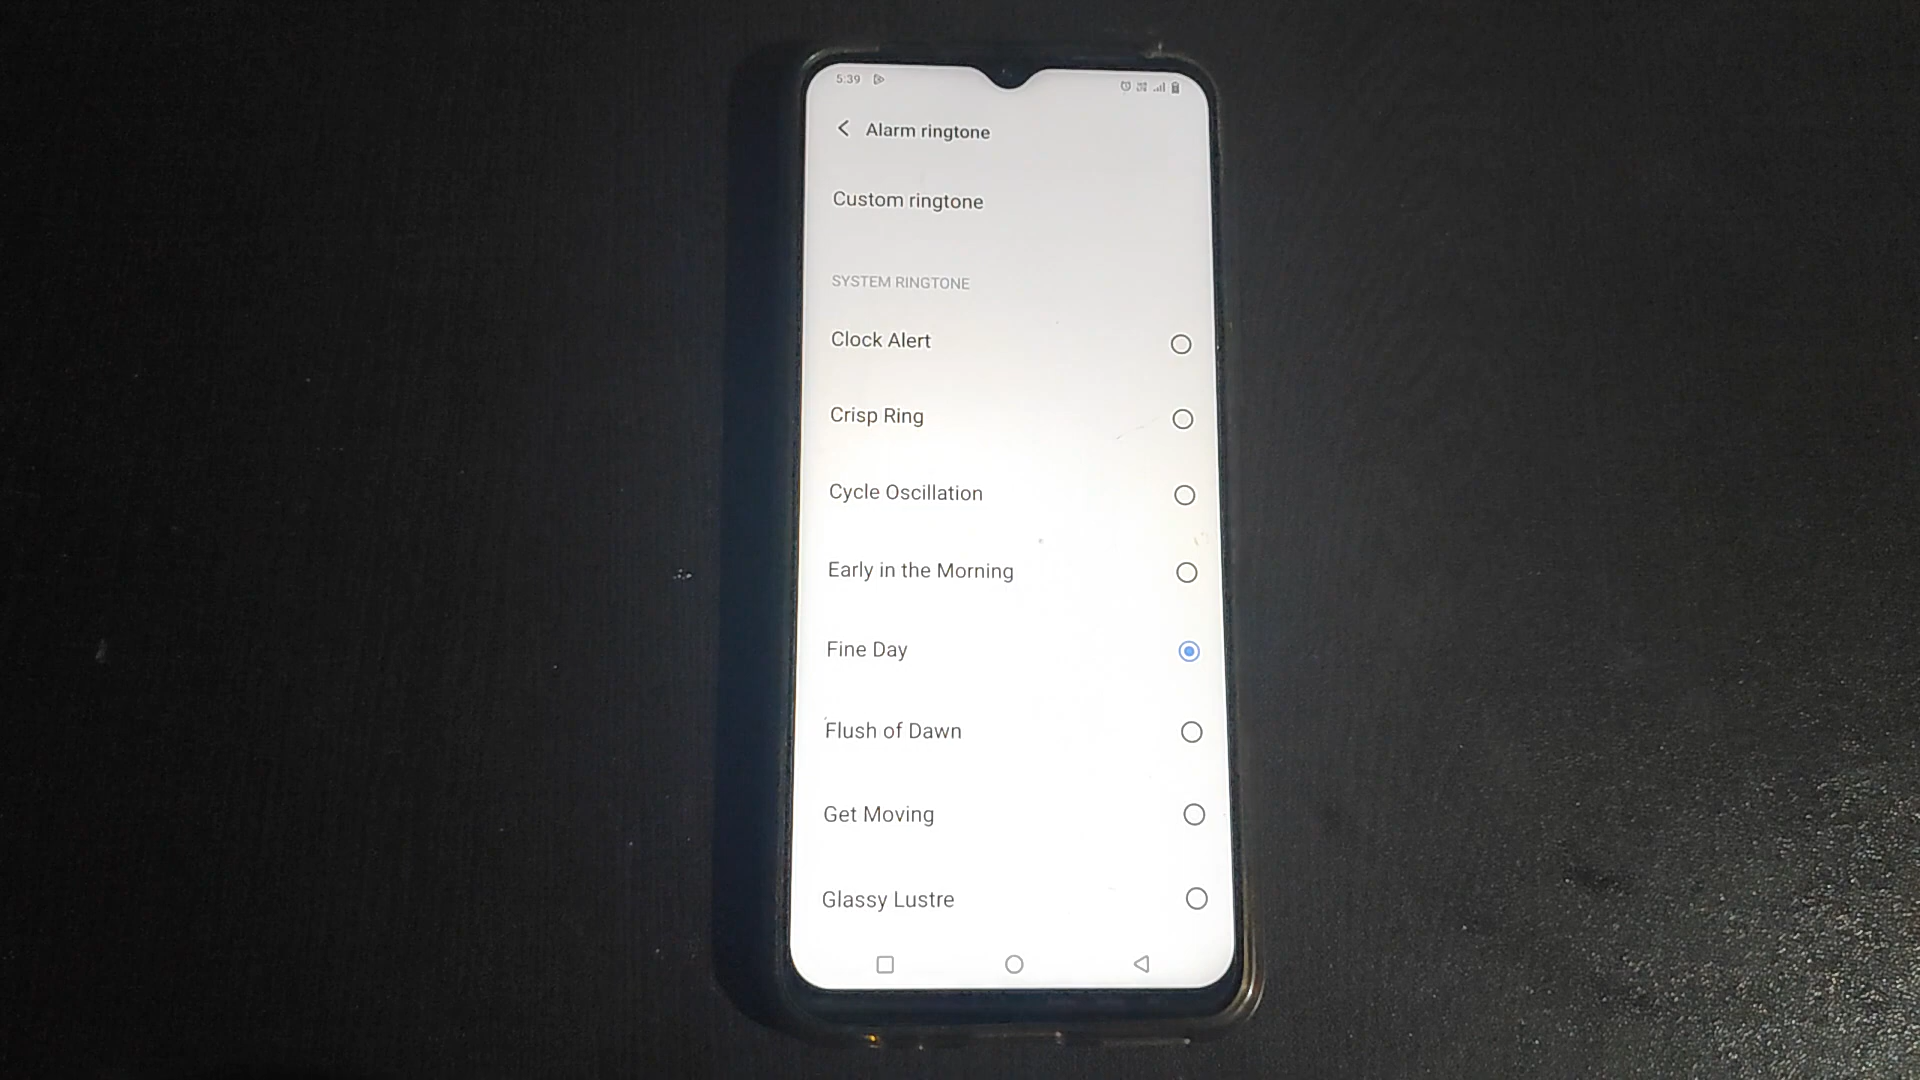 5:39
Alarm ringtone
Custom ringtone
SYSTEM RINGTONE
Clock Alert
Crisp Ring
Cycle Oscillation
Early in the Morning
Fine Day
Flush of Dawn
Get Moving
Glassy Lustre